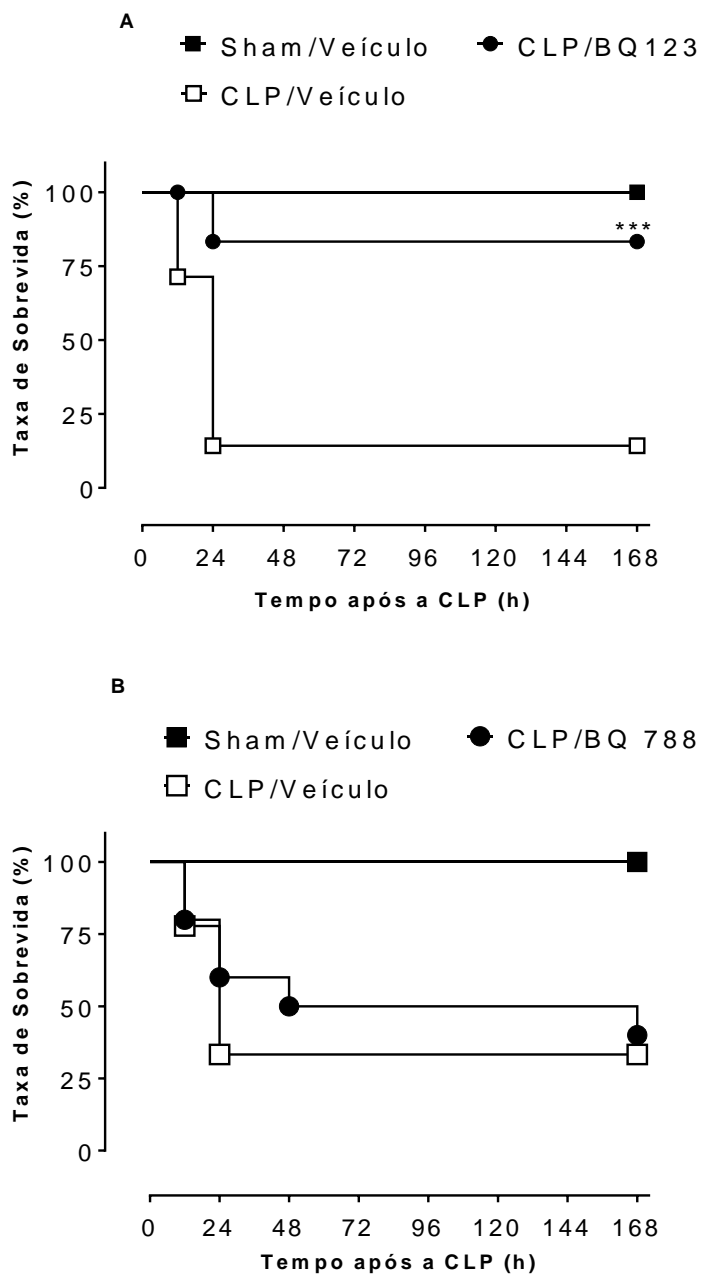 A
Sham/Veículo CLP/BQ123
CLP/Veículo
Taxa de Sobrevida (%)
100
75
50
25
0
***
0 24 48 72 96 120 144 168
Tempo após a CLP (h)
B
Sham/Veículo CLP/BQ 788
CLP/Veículo
Taxa de Sobrevida (%)
100
75
50
25
0
0 24 48 72 96 120 144 168
Tempo após a CLP (h)